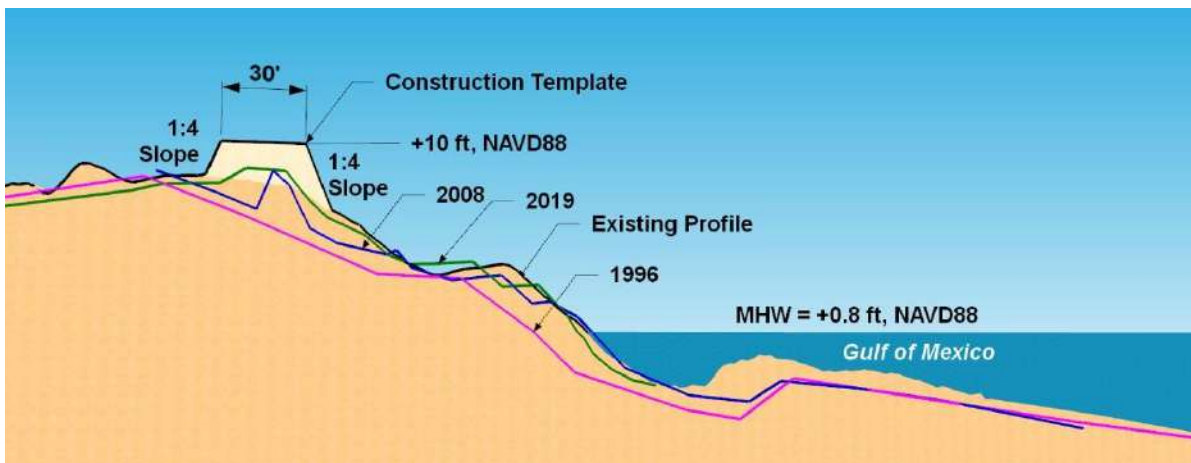 30'
Construction Template
1:4
Slope
+10 ft, NAVD88
1:4
Slope
2008
2019
Existing Profile
1996
MHW = +0.8 ft, NAVD88
Gulf of Mexico